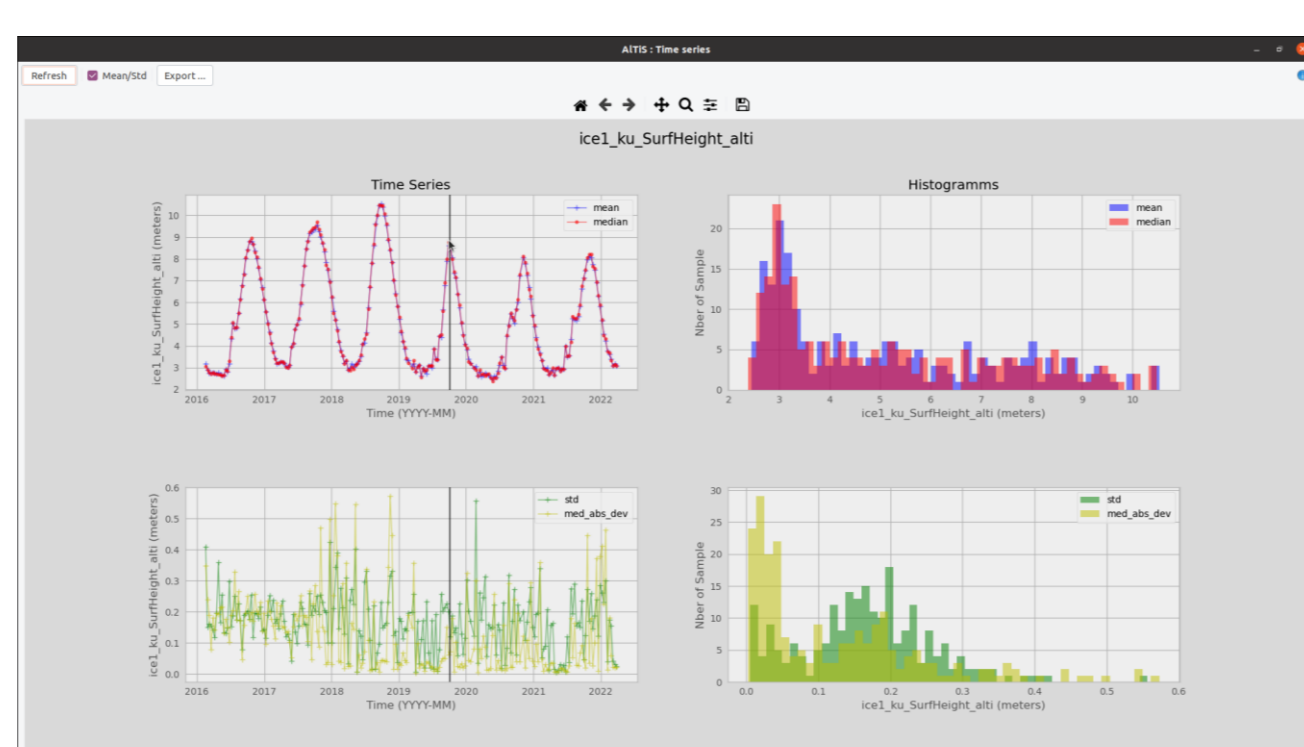 AlTiS : Time series
Refresh
Mean/Std
Export ...
ice1_ku_SurfHeight_alti
Time Series
ice1_ku_SurfHeight_alti (meters)
10
9
8
7
6
5
4
3
2
mean
median
2016 2017 2018 2019 2020 2021 2022
Time (YYYY-MM)
Histogramms
Nber of Sample
20
15
10
5
0
mean
median
2 3 4 5 6 7 8 9 10
ice1_ku_SurfHeight_alti (meters)
ice1_ku_SurfHeight_alti (meters)
0.6
0.5
0.4
0.3
0.2
0.1
0.0
std
med_abs_dev
2016 2017 2018 2019 2020 2021 2022
Time (YYYY-MM)
Nber of Sample
30
25
20
15
10
5
0
std
med_abs_dev
0.0 0.1 0.2 0.3 0.4 0.5 0.6
ice1_ku_SurfHeight_alti (meters)